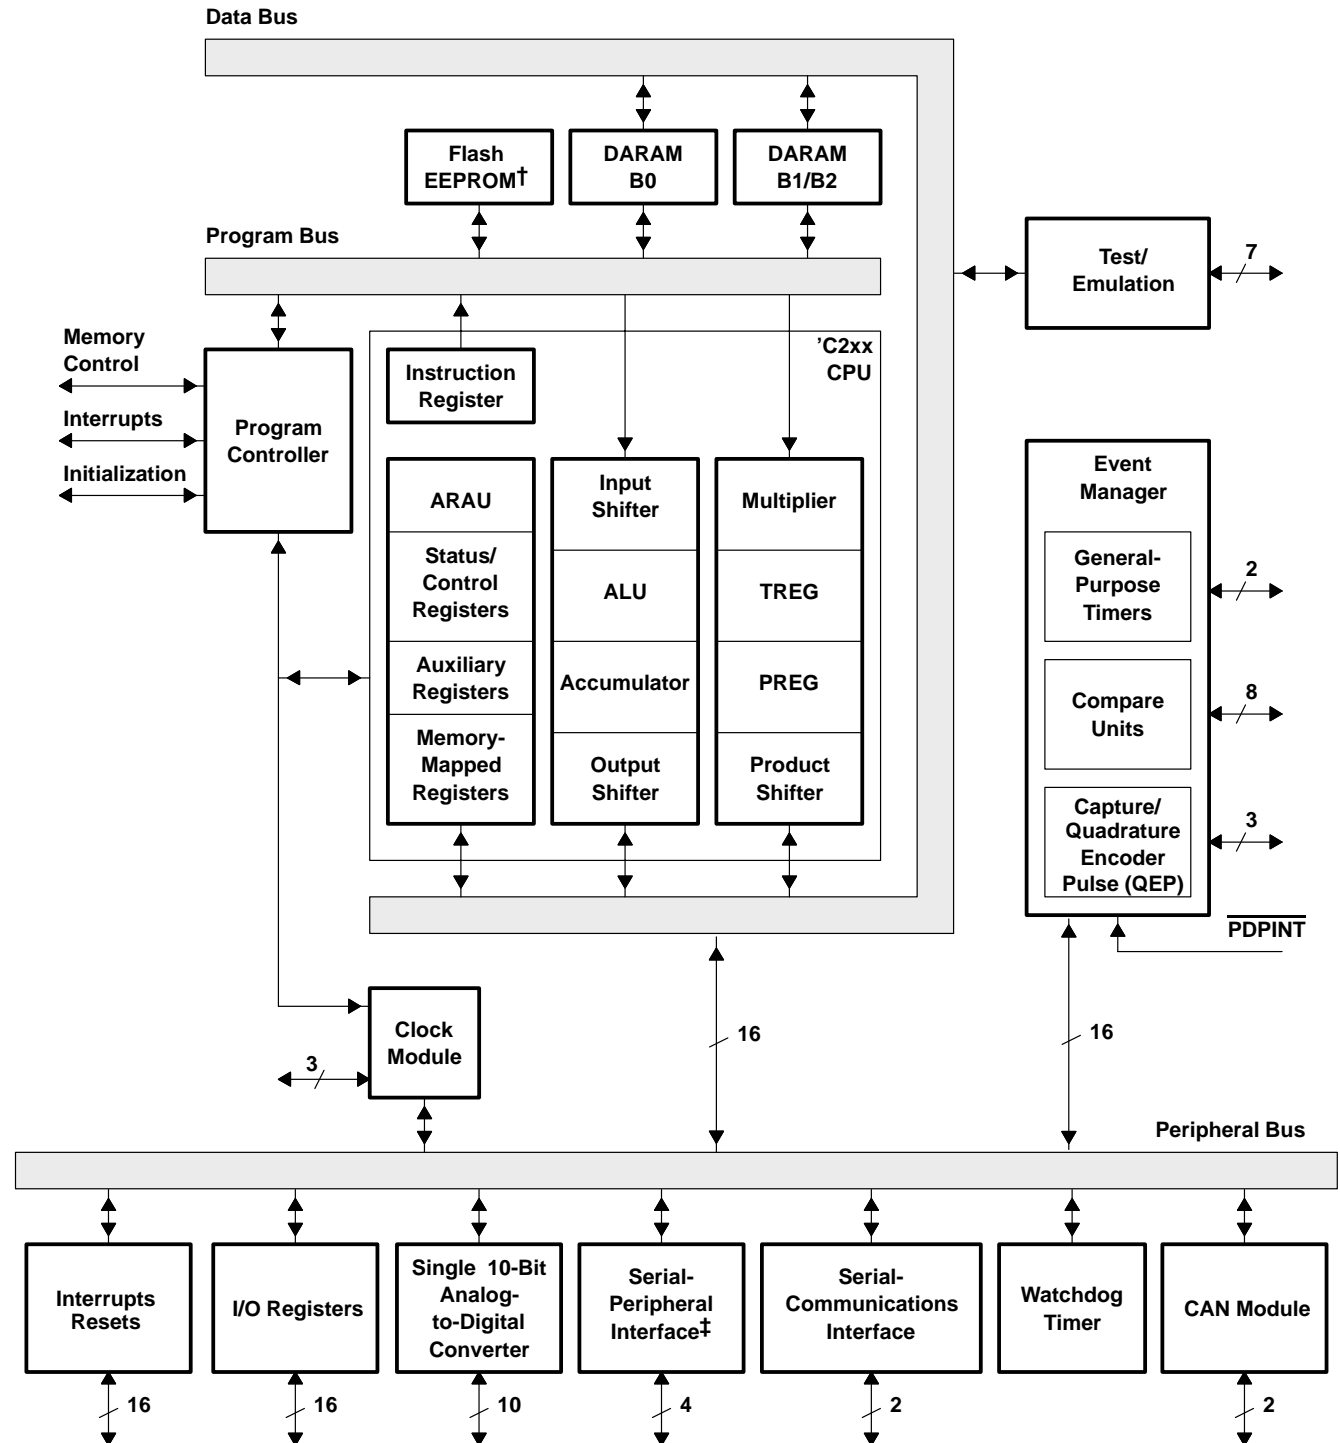 Data Bus
Flash
EEPROM†
DARAM
B0
DARAM
B1/B2
Program Bus
Test/
Emulation
7
Memory
Control
Interrupts
Initialization
Program
Controller
'C2xx
CPU
Instruction
Register
ARAU
Status/
Control
Registers
Auxiliary
Registers
Memory-
Mapped
Registers
Input
Shifter
ALU
Accumulator
Output
Shifter
Multiplier
TREG
PREG
Product
Shifter
Event
Manager
General-
Purpose
Timers
2
Compare
Units
8
Capture/
Quadrature
Encoder
Pulse (QEP)
3
PDPINT
Clock
Module
3
16
16
Peripheral Bus
Interrupts
Resets
16
I/O Registers
16
Single 10-Bit
Analog-
to-Digital
Converter
10
Serial-
Peripheral
Interface‡
4
Serial-
Communications
Interface
2
Watchdog
Timer
CAN Module
2